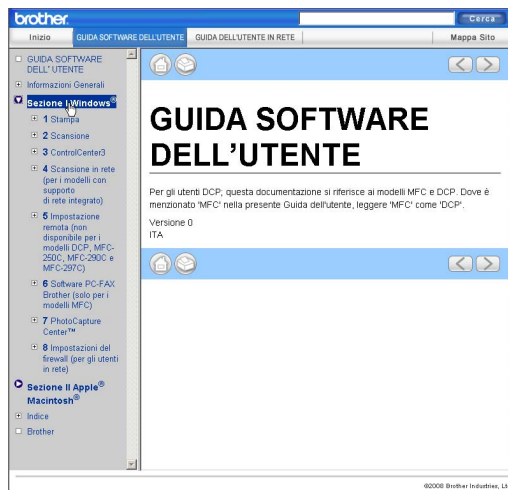 brother
Cerca
Inizio
GUIDA SOFTWARE DELL'UTENTE
GUIDA DELL'UTENTE IN RETE
Mappa Sito
GUIDA SOFTWARE
DELL' UTENTE
Informazioni Generali
Sezione I Windows®
1 Stampa
2 Scansione
3 ControlCenter3
4 Scansione in rete
(per i modelli con
supporto
di rete integrato)
5 Impostazione
remota (non
disponibile per i
modelli DCP, MFC-
250C, MFC-290C e
MFC-297C)
6 Software PC-FAX
Brother (solo per i
modelli MFC)
7 PhotoCapture
Center™
8 Impostazioni del
firewall (per gli utenti
in rete)
Sezione II Apple®
Macintosh®
Indice
Brother
GUIDA SOFTWARE
DELL'UTENTE
Per gli utenti DCP; questa documentazione si riferisce ai modelli MFC e DCP. Dove è
menzionato 'MFC' nella presente Guida dell'utente, leggere 'MFC' come 'DCP'.
Versione 0
ITA
©2008 Brother Industries, Lt